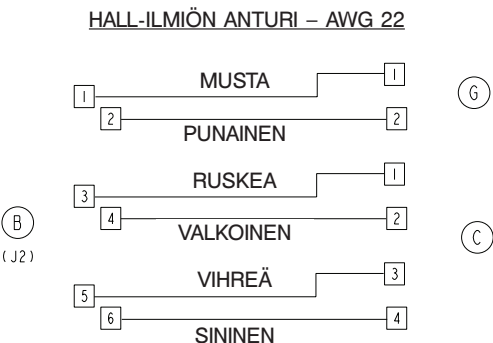 HALL-ILMIÖN ANTURI – AWG 22
MUSTA 1 G
1
2 2
PUNAINEN
RUSKEA 1
3
B 4 2 C
VALKOINEN
(J2)
VIHREÄ 3
5
6 4
SININEN